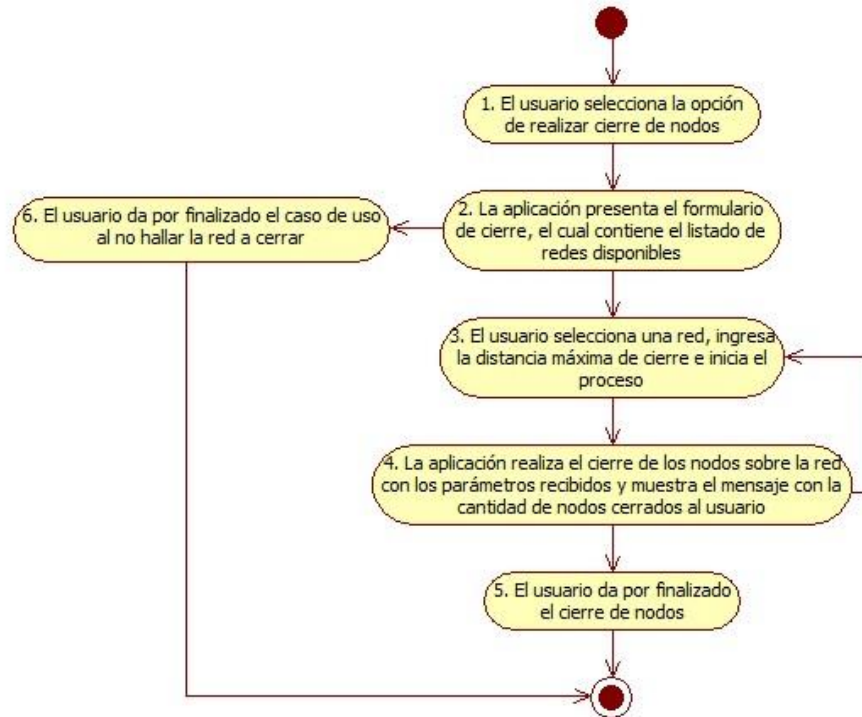 1. El usuario selecciona la opción
de realizar cierre de nodos
6. El usuario da por finalizado el caso de uso
al no hallar la red a cerrar
2. La aplicación presenta el formulario
de cierre, el cual contiene el listado de
redes disponibles
3. El usuario selecciona una red, ingresa
la distancia máxima de cierre e inicia el
proceso
4. La aplicación realiza el cierre de los nodos sobre la red
con los parámetros recibidos y muestra el mensaje con la
cantidad de nodos cerrados al usuario
5. El usuario da por finalizado
el cierre de nodos